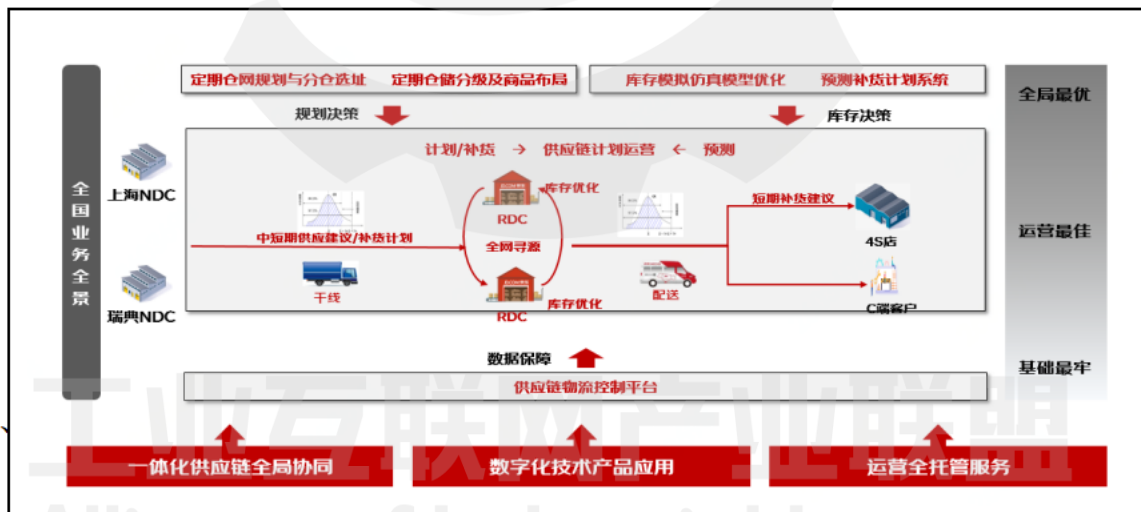 定期仓网规划与分仓选址 定期仓储分级及商品布局
库存模拟仿真模型优化 预测补货计划系统
规划决策
库存决策
全国业务全景
上海NDC
瑞典NDC
计划/补货 → 供应链计划运营 ← 预测
库存优化
RDC
中短期供应建议/补货计划
全网寻源
干线
库存优化
RDC
配送
短期补货建议
4S店
C端客户
全局最优
运营最佳
基础最牢
数据保障
供应链物流控制平台
一体化供应链全局协同
数字化技术产品应用
运营全托管服务
工业互联网产业联盟